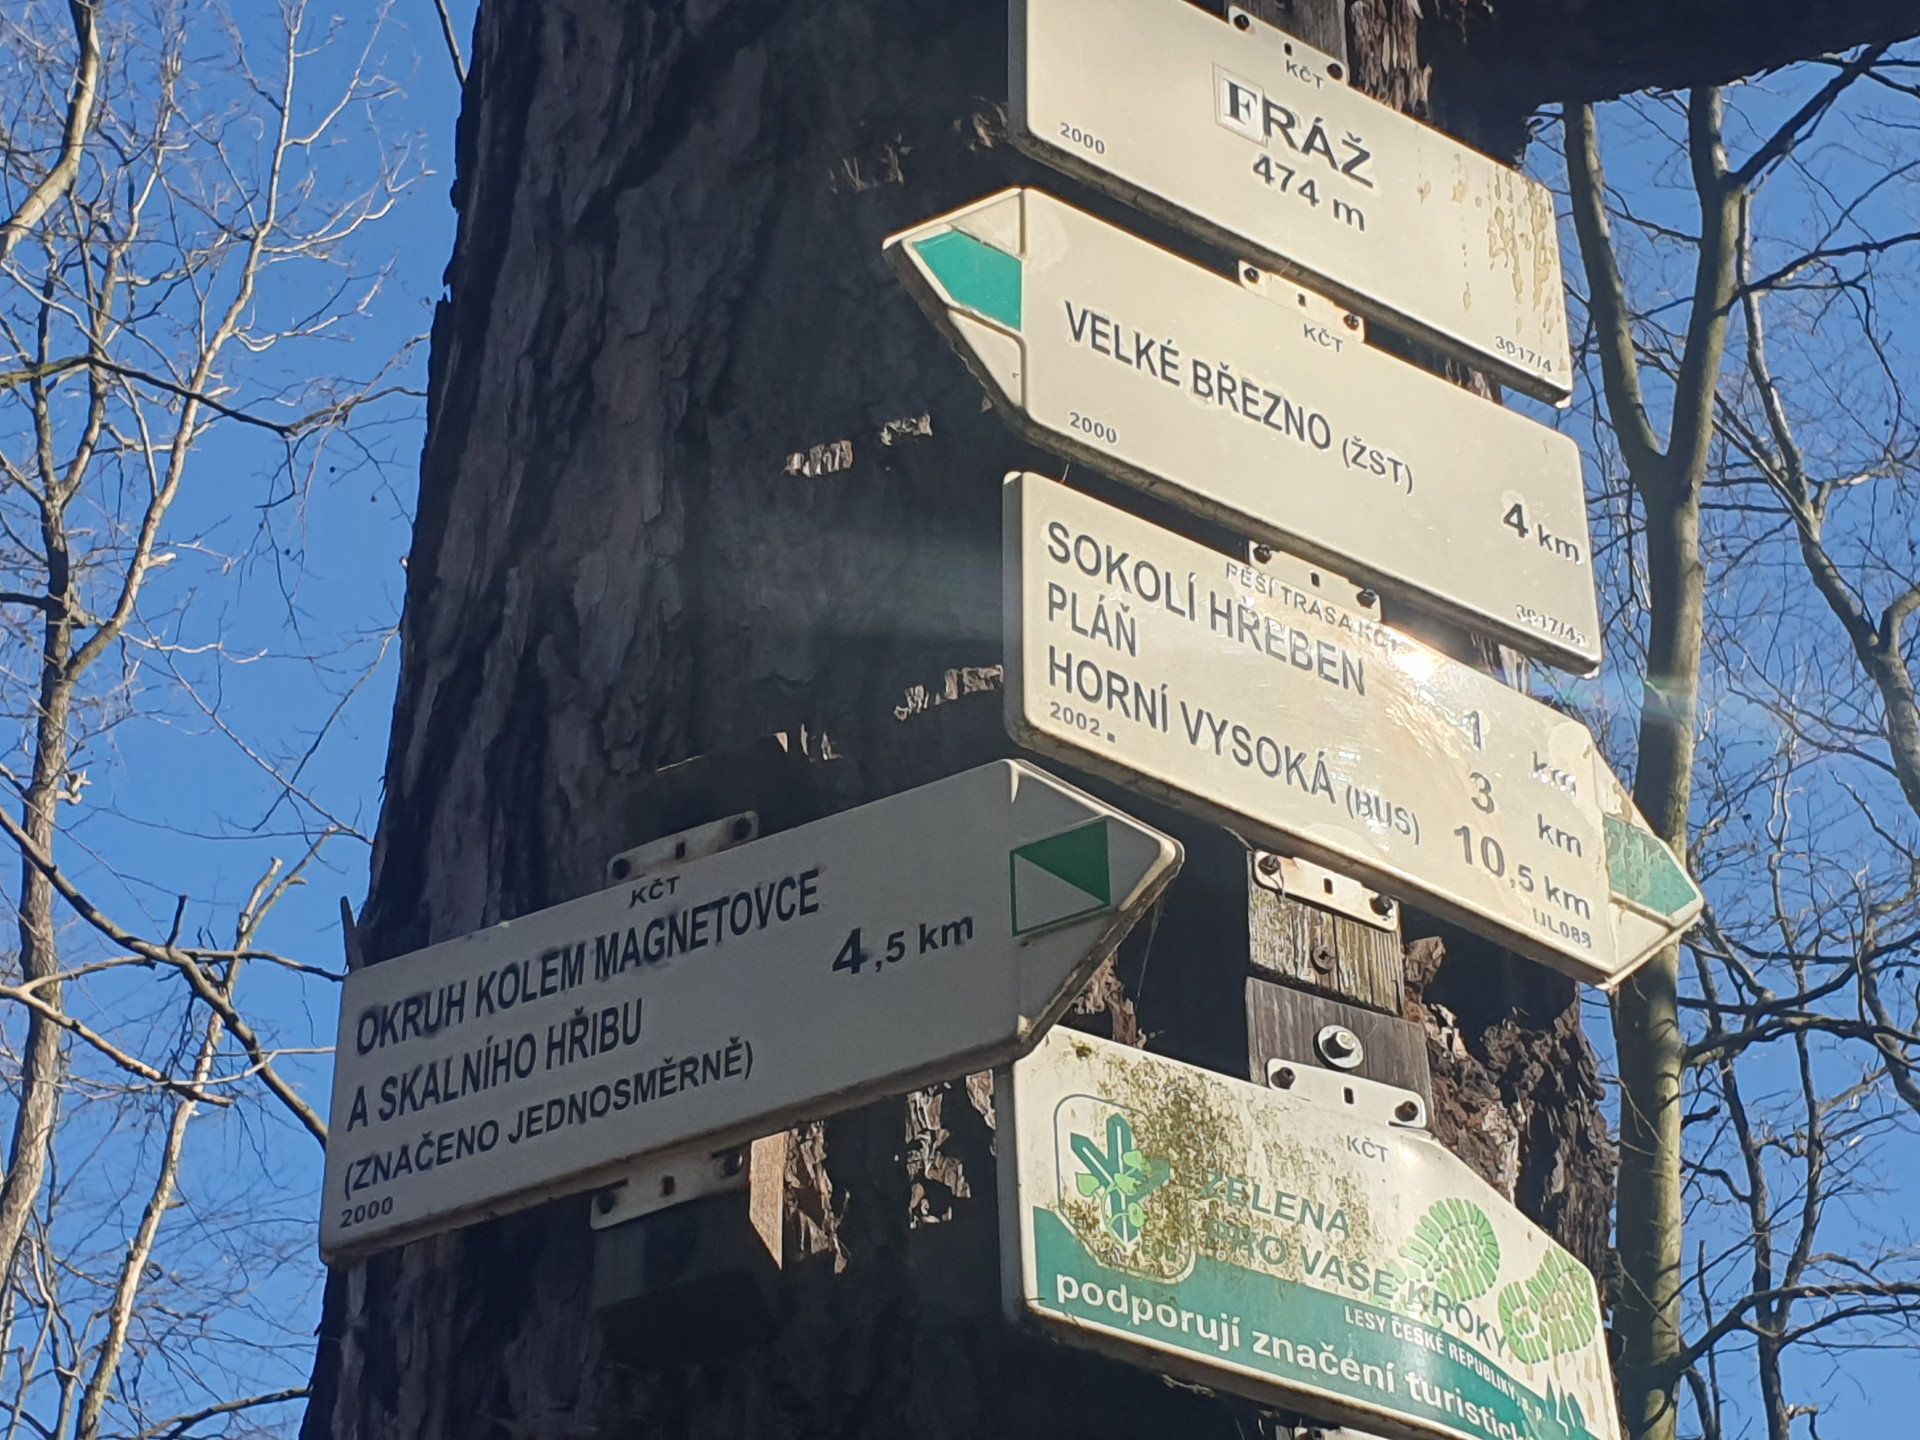 KČT
FRÁŽ
474 m
2000
3017/4
KČT
VELKÉ BŘEZNO (ŽST)
4 km
2000
PĚŠÍ TRASA KČT
SOKOLÍ HŘEBEN 1 km
PLÁŇ 3 km
HORNÍ VYSOKÁ (BUS) 10,5 km
2002
KČT
OKRUH KOLEM MAGNETOVCE
A SKALNÍHO HŘIBU
4,5 km
(ZNAČENO JEDNOSMĚRNĚ)
2000
KČT
ZELENÁ
PRO VAŠE KROKY
LESY ČESKÉ REPUBLIKY, s. p.
podporují značení